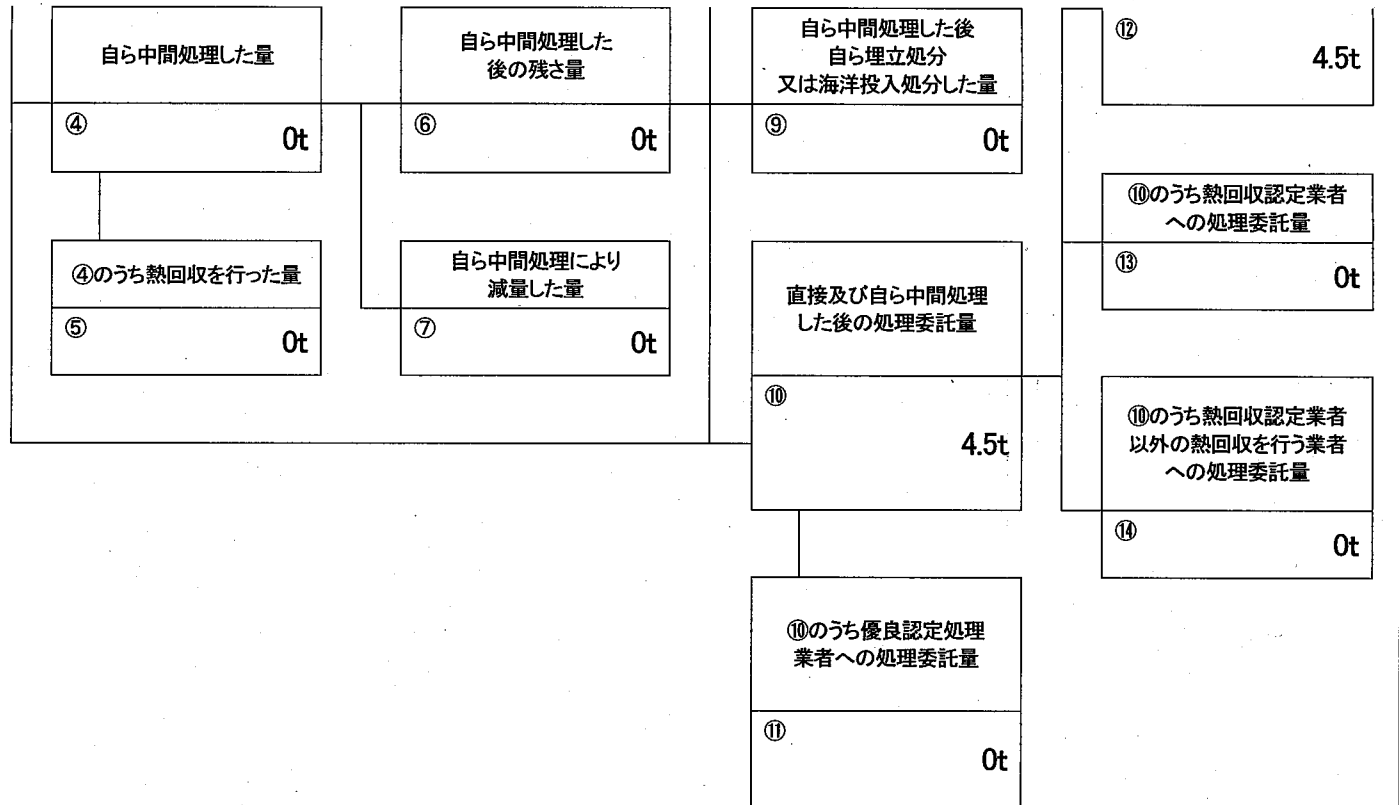 自ら中間処理した量
④
0t
自ら中間処理した
後の残さ量
⑥
0t
自ら中間処理した後
自ら埋立処分
又は海洋投入処分した量
⑨
0t
⑫
4.5t
⑩のうち熱回収認定業者
への処理委託量
⑬
0t
④のうち熱回収を行った量
⑤
0t
自ら中間処理により
減量した量
⑦
0t
直接及び自ら中間処理
した後の処理委託量
⑩
4.5t
⑩のうち熱回収認定業者
以外の熱回収を行う業者
への処理委託量
⑭
0t
⑩のうち優良認定処理
業者への処理委託量
⑪
0t